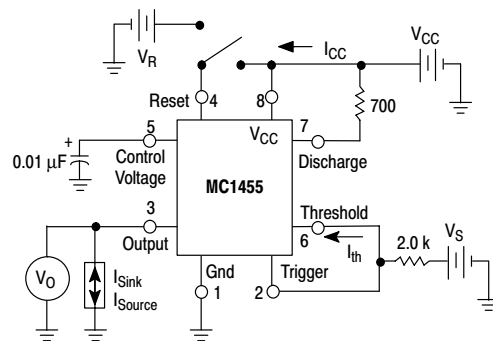 V_R
I_CC
V_CC
Reset
4
8
700
5
V_CC
7
+
0.01 μF
Control
Voltage
Discharge
MC1455
3
Output
Threshold
6
I_th
2.0 k
V_S
V_O
I_Sink
I_Source
Gnd
1
Trigger
2